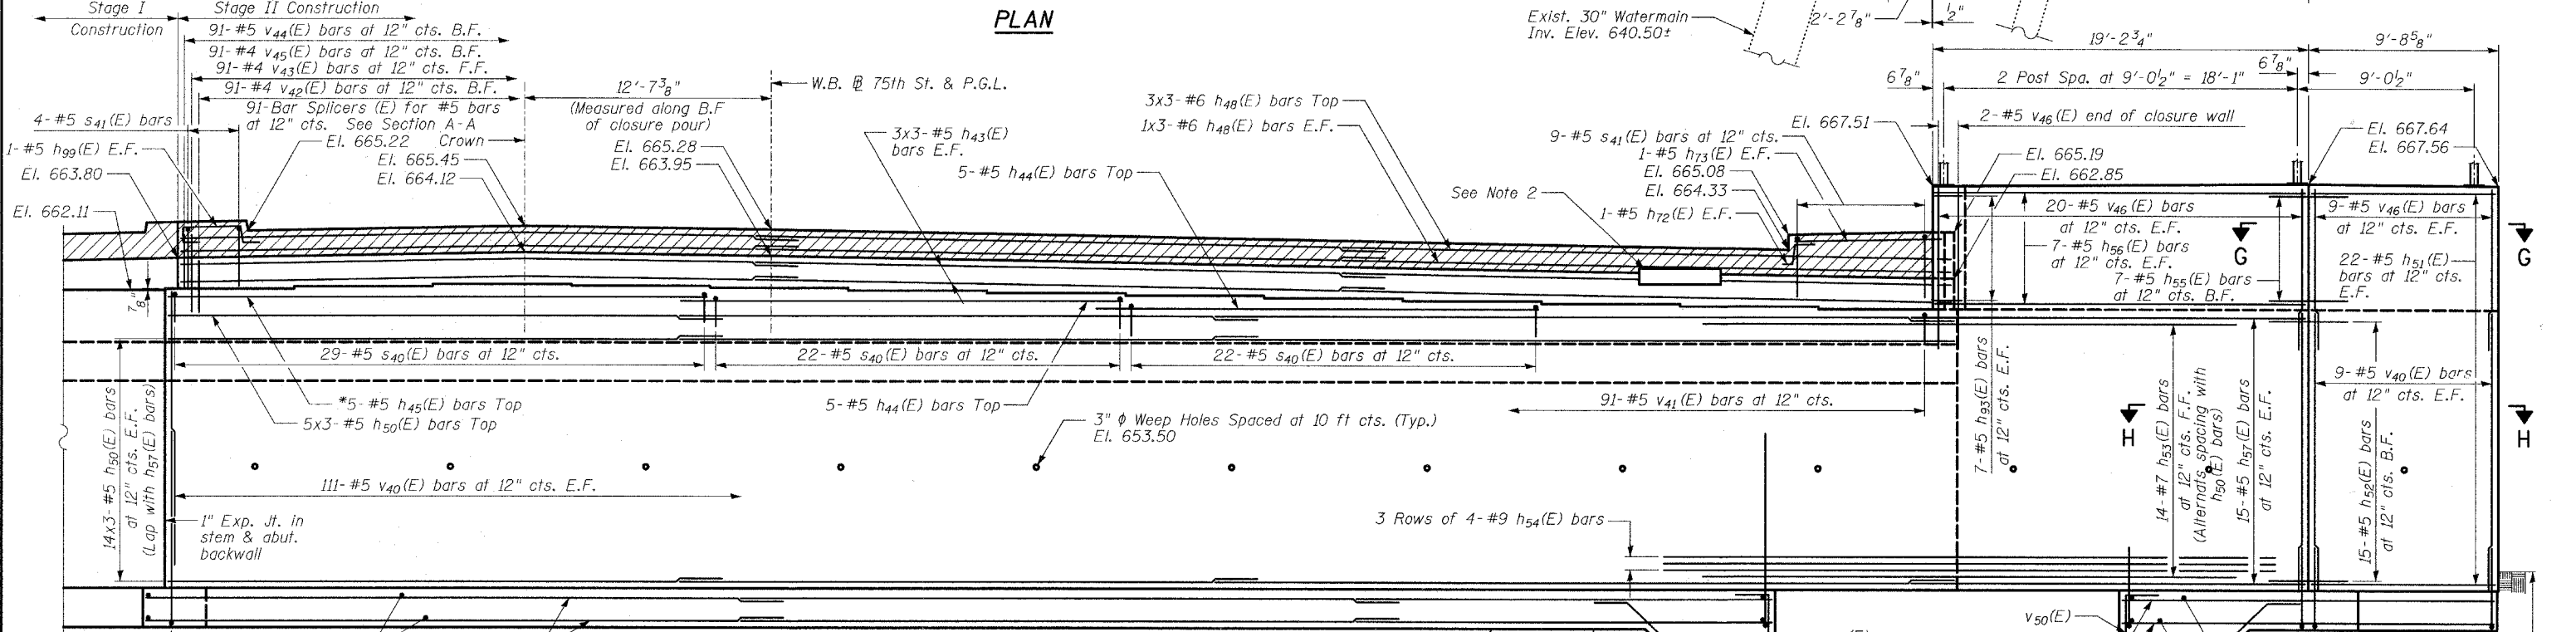 Stage I
Construction
Stage II Construction
91- #5 v44(E) bars at 12" cts. B.F.
91- #4 v45(E) bars at 12" cts. B.F.
91- #4 v43(E) bars at 12" cts. F.F.
91- #4 v42(E) bars at 12" cts. B.F.
91-Bar Splicers (E) for #5 bars
at 12" cts. See Section A-A
4- #5 s41(E) bars
1- #5 h99(E) E.F.
El. 663.80
El. 662.11
El. 665.22
Crown
El. 665.45
El. 664.12
PLAN
12'-7⅜"
(Measured along B.F
of closure pour)
W.B. ℄ 75th St. & P.G.L.
El. 665.28
El. 663.95
3x3- #5 h43(E)
bars E.F.
5- #5 h44(E) bars Top
3x3- #6 h48(E) bars Top
1x3- #6 h48(E) bars E.F.
See Note 2
Exist. 30" Watermain
Inv. Elev. 640.50±
2'-2⅞"
½"
19'-2¾"
9'-8⅝"
6⅞"
2 Post Spa. at 9'-0½" = 18'-1"
6⅞"
9'-0½"
9- #5 s41(E) bars at 12" cts.
1- #5 h73(E) E.F.
El. 665.08
El. 664.33
1- #5 h72(E) E.F.
El. 667.51
2- #5 v46(E) end of closure wall
El. 667.64
El. 667.56
El. 665.19
El. 662.85
20- #5 v46(E) bars
at 12" cts. E.F.
7- #5 h56(E) bars
at 12" cts. E.F.
7- #5 h55(E) bars
at 12" cts. B.F.
9- #5 v46(E) bars
at 12" cts. E.F.
22- #5 h51(E)
bars at 12" cts.
E.F.
G
G
⅞"
29- #5 s40(E) bars at 12" cts.
22- #5 s40(E) bars at 12" cts.
22- #5 s40(E) bars at 12" cts.
*5- #5 h45(E) bars Top
5x3- #5 h50(E) bars Top
5- #5 h44(E) bars Top
91- #5 v41(E) bars at 12" cts.
3" ϕ Weep Holes Spaced at 10 ft cts. (Typ.)
El. 653.50
14x3- #5 h50(E) bars
at 12" cts. E.F.
(Lap with h57(E) bars)
111- #5 v40(E) bars at 12" cts. E.F.
1" Exp. Jt. in
stem & abut.
backwall
3 Rows of 4- #9 h54(E) bars
7- #5 h93(E) bars
at 12" cts. E.F.
H
H
14- #7 h53(E) bars
at 12" cts. F.F.
(Alternate spacing with
h50(E) bars)
15- #5 h57(E) bars
at 12" cts. E.F.
9- #5 v40(E) bars
at 12" cts. E.F.
15- #5 h52(E) bars
at 12" cts. B.F.
v50(E)